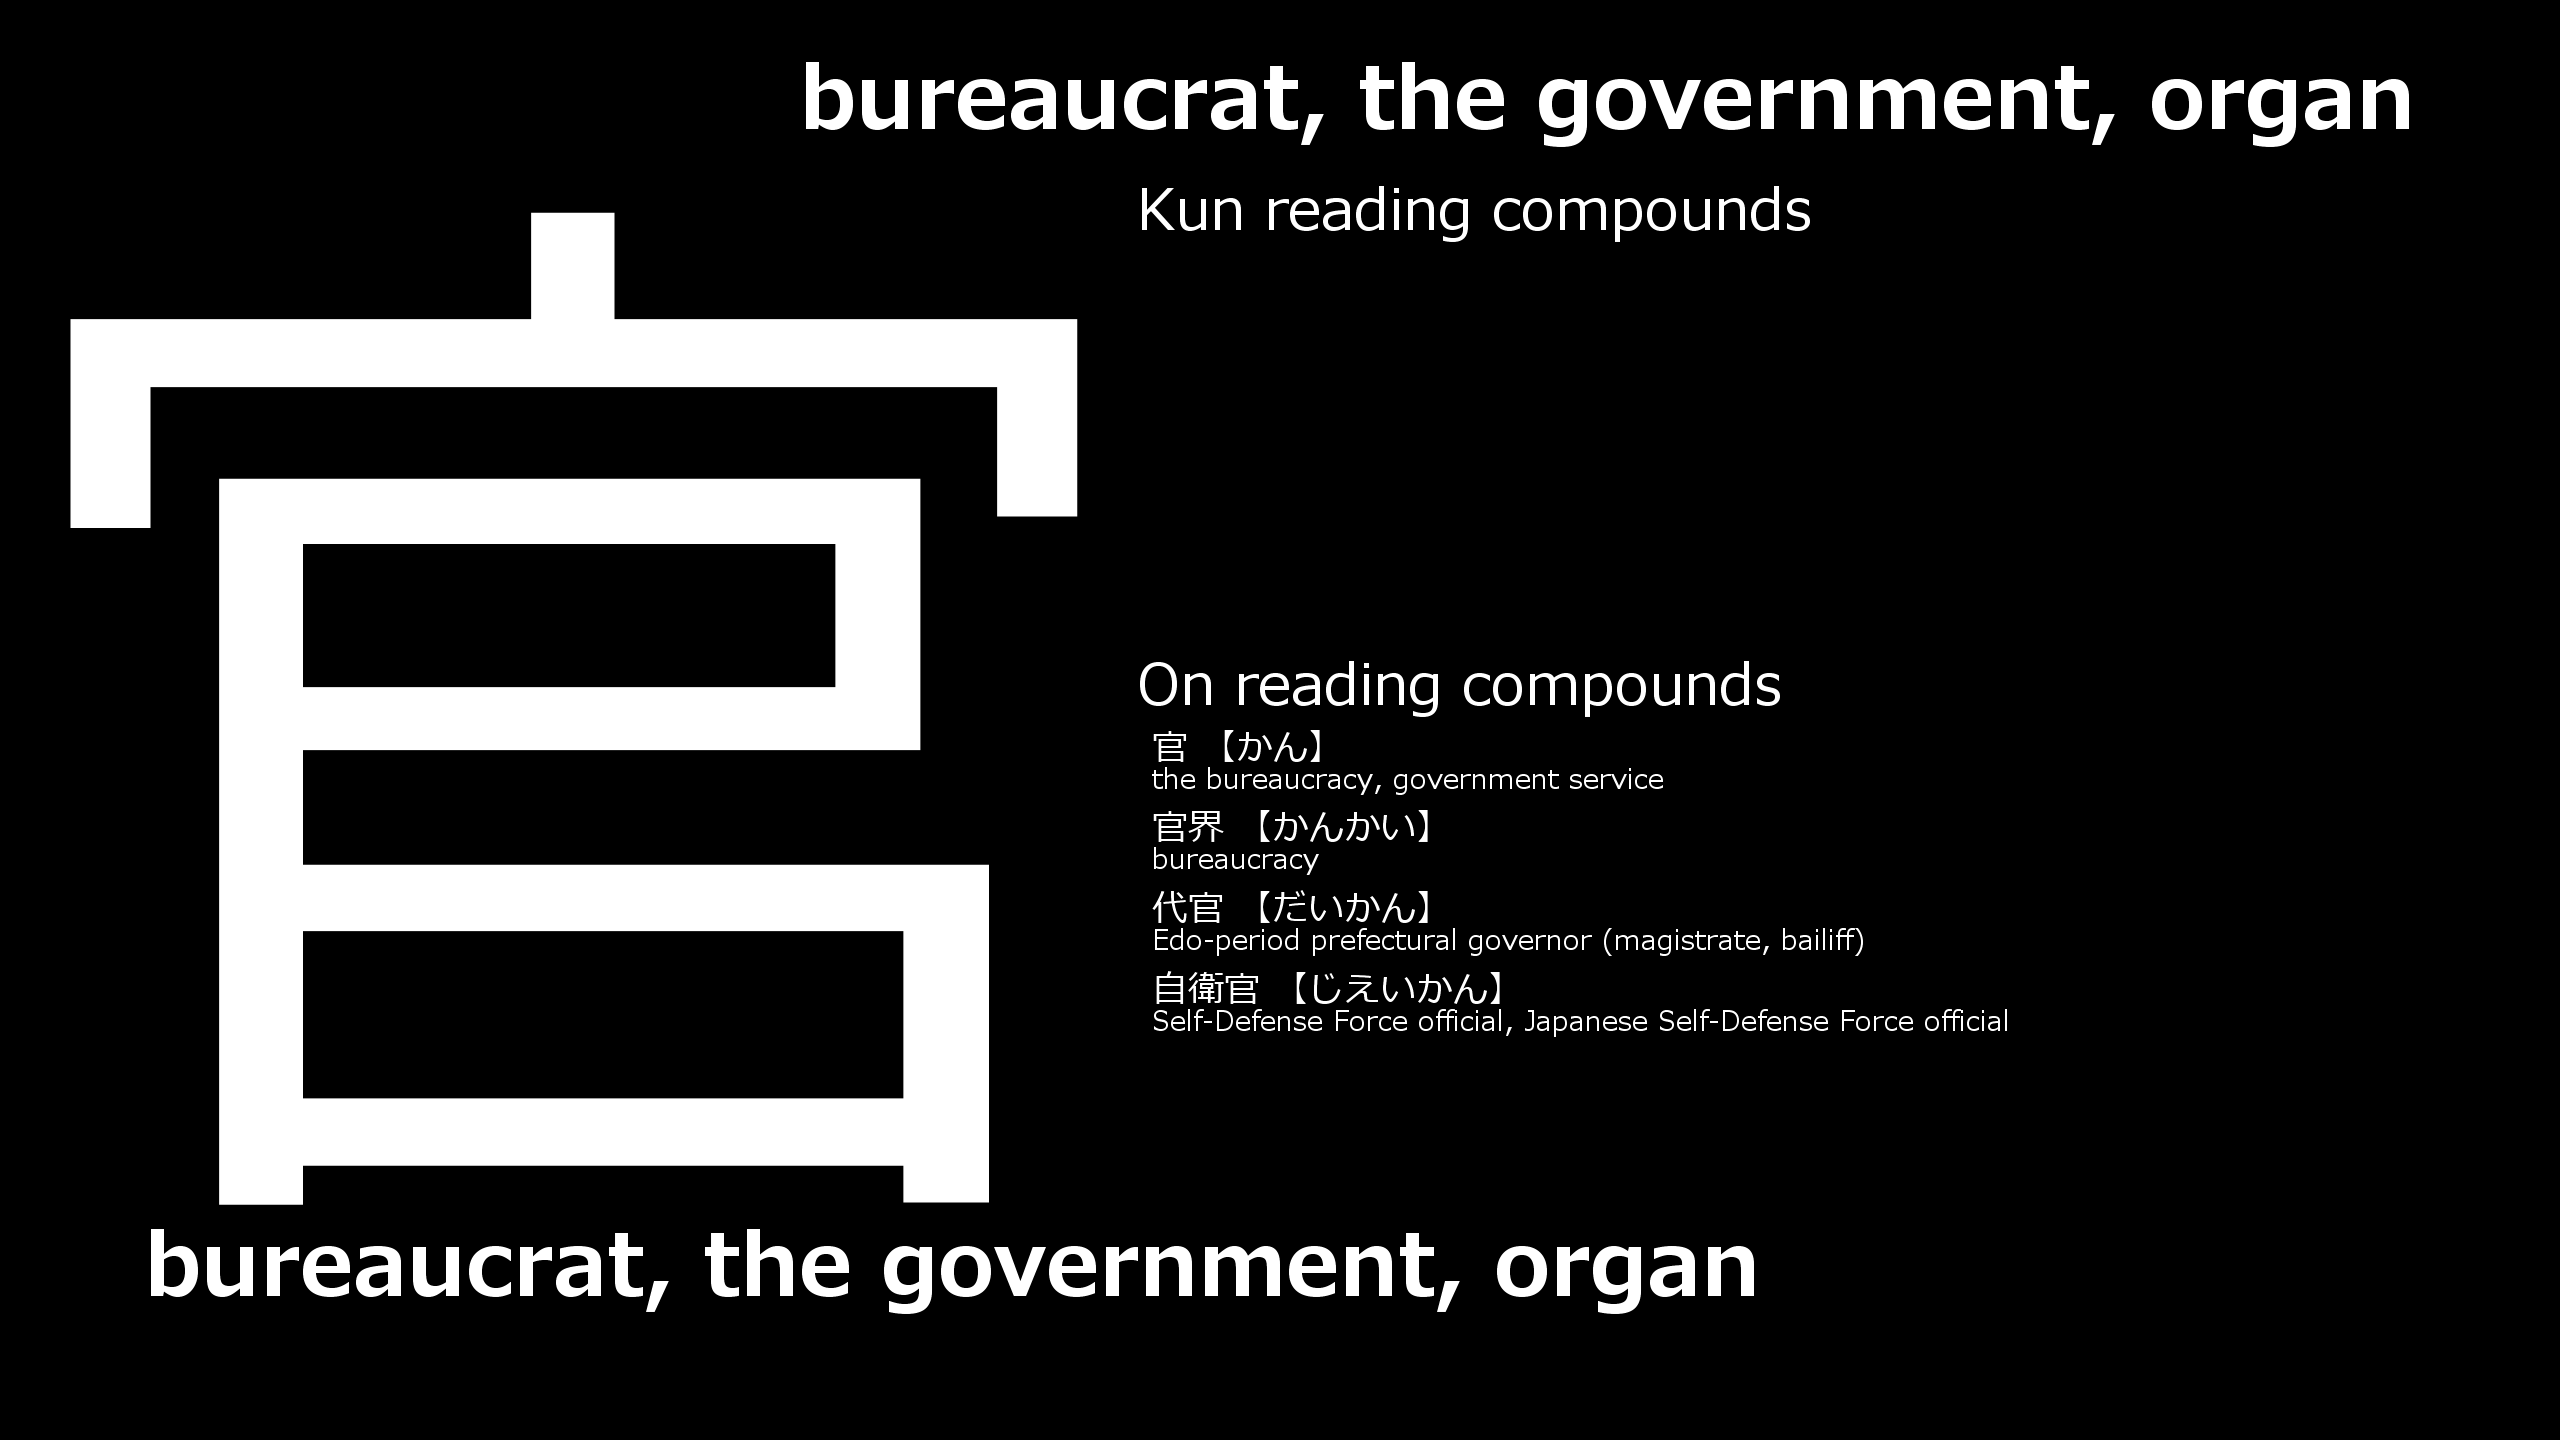 bureaucrat, the government, organ
Kun reading compounds
官
On reading compounds
官 【かん】
the bureaucracy, government service
官界 【かんかい】
bureaucracy
代官 【だいかん】
Edo-period prefectural governor (magistrate, bailiff)
自衛官 【じえいかん】
Self-Defense Force official, Japanese Self-Defense Force official
bureaucrat, the government, organ